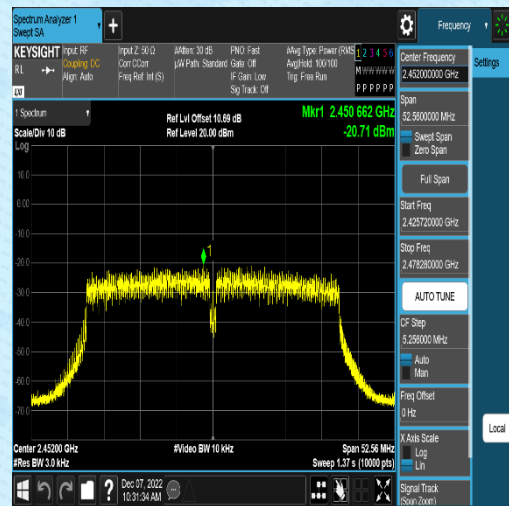 Spectrum Analyzer 1
Swept SA
+
Frequency
KEYSIGHT
RL
LXI
Input: RF
Coupling: DC
Align: Auto
Input Z: 50 Ω
Corr CCorr
Freq Ref: Int (S)
#Atten: 30 dB
µW Path: Standard
PNO: Fast
Gate: Off
IF Gain: Low
Sig Track: Off
#Avg Type: Power (RMS
Avg|Hold: 100/100
Trig: Free Run
1 2 3 4 5 6
M W W W W W
P P P P P P
Settings
1 Spectrum
Scale/Div 10 dB
Log
Ref Lvl Offset 10.69 dB
Ref Level 20.00 dBm
Mkr1 2.450 662 GHz
-20.71 dBm
10.0
0.00
-10.0
-20.0
-30.0
-40.0
-50.0
-60.0
-70.0
1
Center 2.45200 GHz
#Res BW 3.0 kHz
#Video BW 10 kHz
Span 52.56 MHz
Sweep 1.37 s (10000 pts)
Center Frequency
2.452000000 GHz
Span
52.5600000 MHz
Swept Span
Zero Span
Full Span
Start Freq
2.425720000 GHz
Stop Freq
2.478280000 GHz
AUTO TUNE
CF Step
5.256000 MHz
Auto
Man
Freq Offset
0 Hz
X Axis Scale
Log
Lin
Signal Track
(Span Zoom)
Local
?
Dec 07, 2022
10:31:34 AM